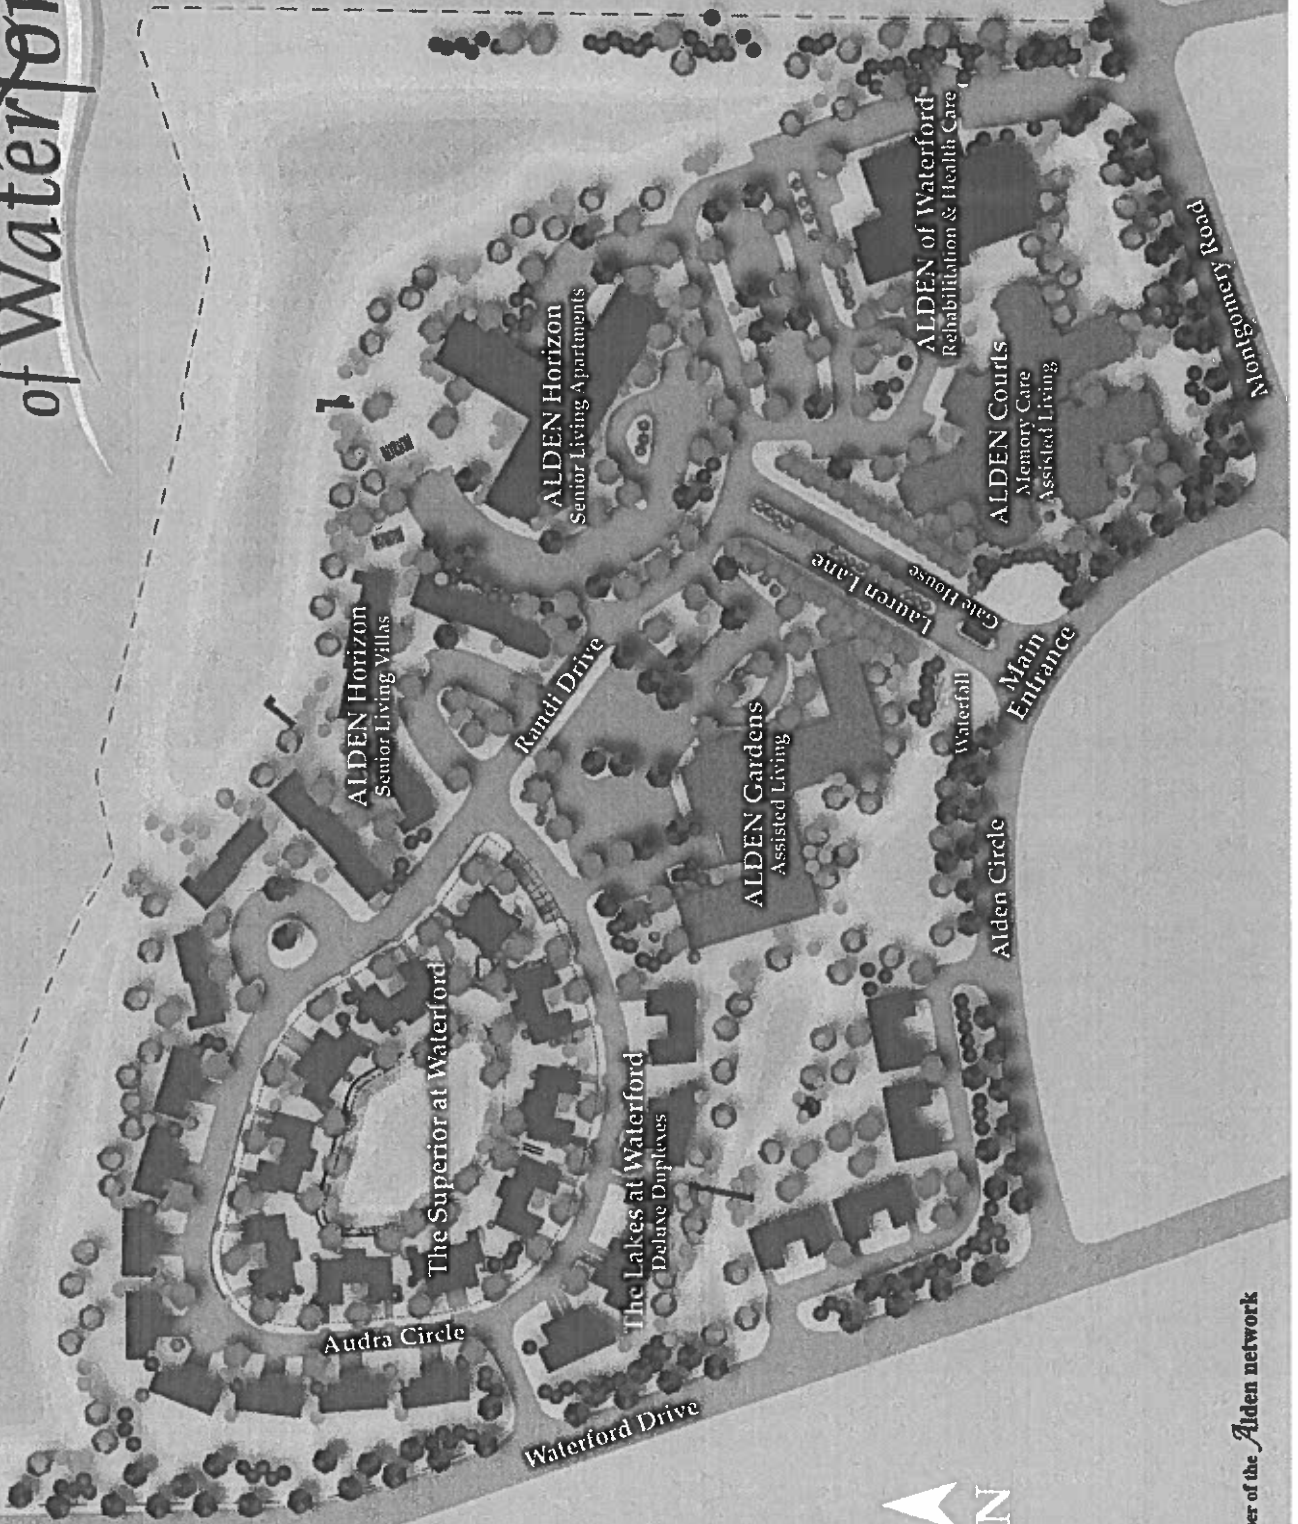 of Waterfor
ALDEN of Waterford
Rehabilitation & Health Care
Montgomery Road
ALDEN Horizon
Senior Living Apartments
ALDEN Courts
Memory Care
Assisted Living
Lauren Lane
Gate House
Main
Entrance
Waterfall
ALDEN Horizon
Senior Living Villas
Randi Drive
ALDEN Gardens
Assisted Living
Alden Circle
The Superior at Waterford
The Lakes at Waterford
Deluxe Duplexes
Audra Circle
Waterford Drive
N
er of the Alden network